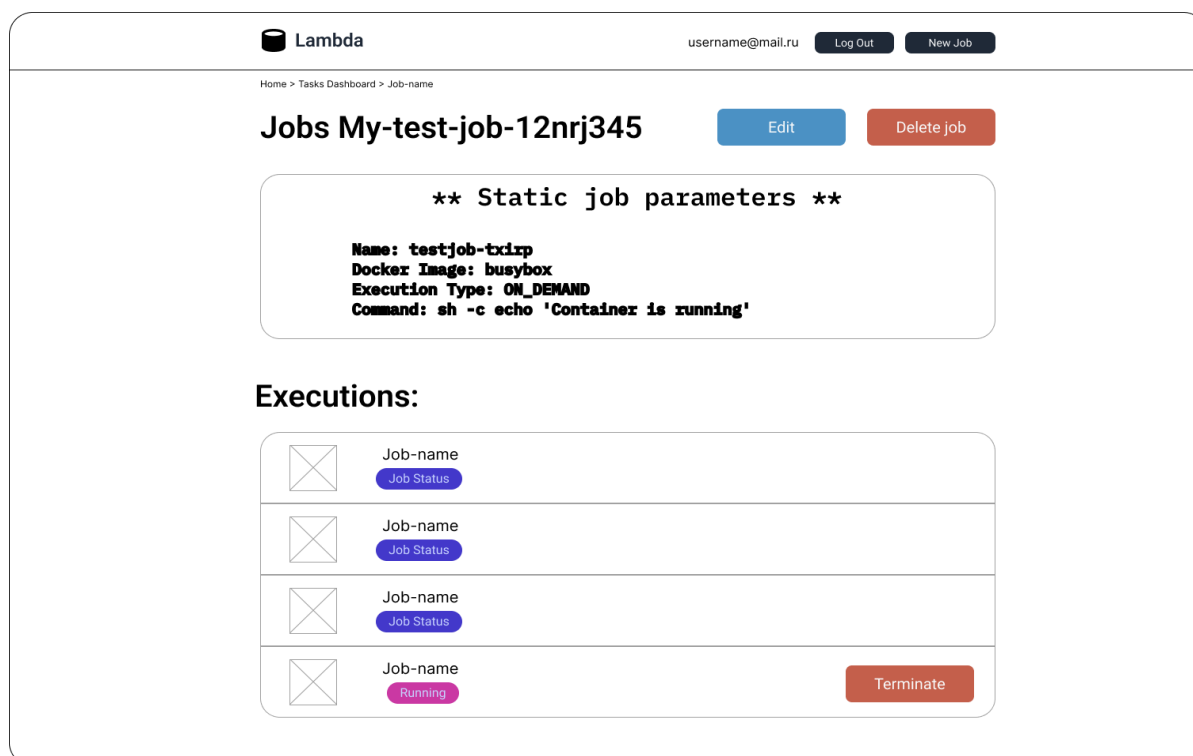 Lambda
username@mail.ru
Log Out
New Job
Home > Tasks Dashboard > Job-name
Jobs My-test-job-12nrj345
Edit
Delete job
** Static job parameters **
Name: testjob-txirp
Docker Image: busybox
Execution Type: ON_DEMAND
Command: sh -c echo 'Container is running'
Executions:
Job-name
Job Status
Job-name
Job Status
Job-name
Job Status
Job-name
Running
Terminate